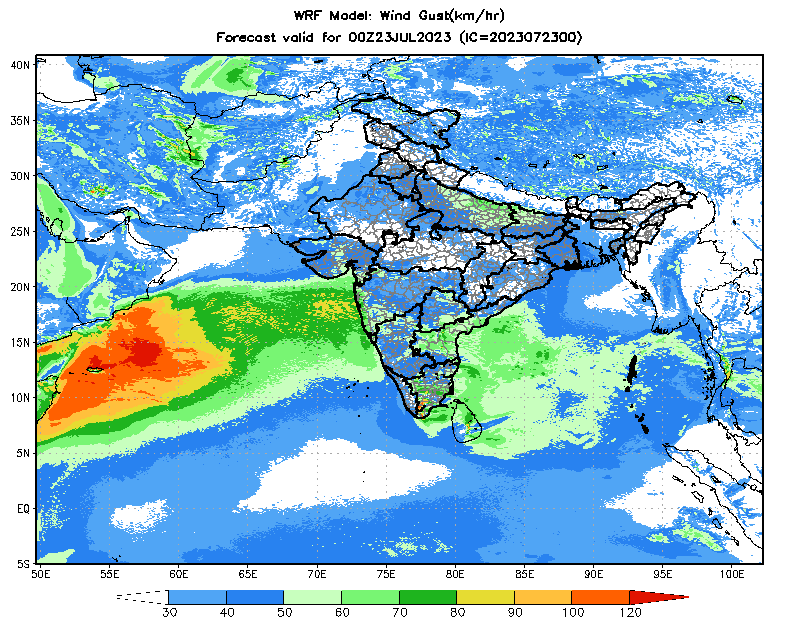 WRF Model: Wind Gust(km/hr)
Forecast valid for 00Z23JUL2023 (IC=2023072300)
40N
35N
30N
25N
20N
15N
10N
5N
EQ
5S
50E 55E 60E 65E 70E 75E 80E 85E 90E 95E 100E
30 40 50 60 70 80 90 100 120